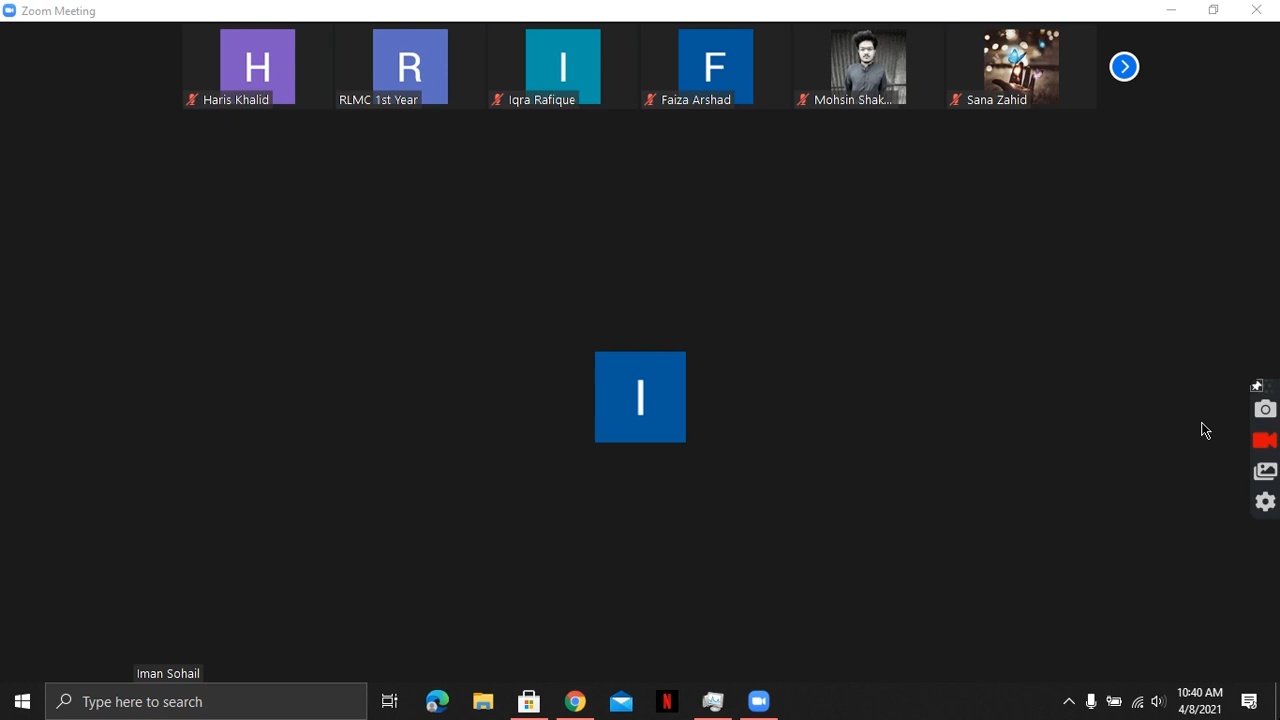 Zoom Meeting
H
R
I
F
Haris Khalid
RLMC 1st Year
Iqra Rafique
Faiza Arshad
Mohsin Shak...
Sana Zahid
I
Iman Sohail
Type here to search
N
10:40 AM
4/8/2021